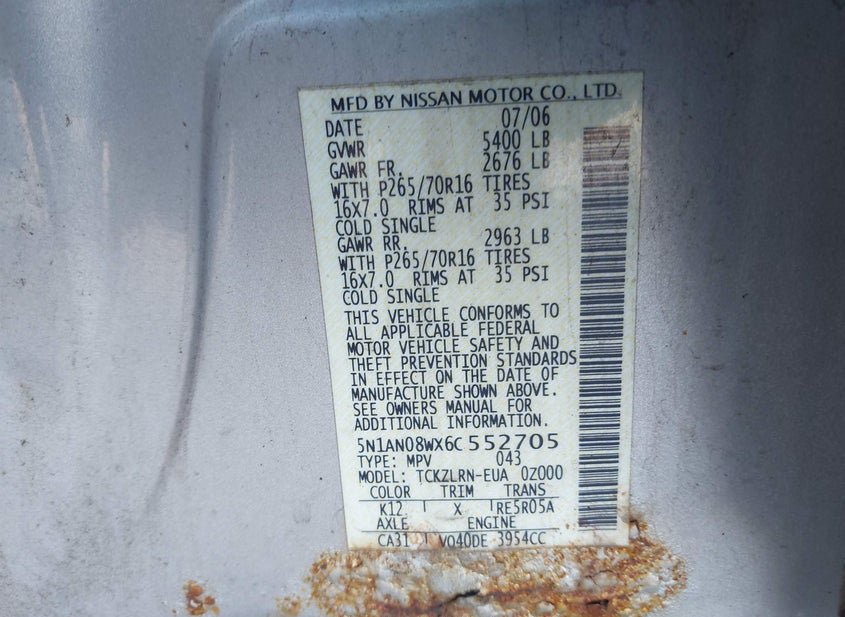 MFD BY NISSAN MOTOR CO., LTD.
DATE 07/06
GVWR 5400 LB
GAWR FR. 2676 LB
WITH P265/70R16 TIRES
16X7.0 RIMS AT 35 PSI
COLD SINGLE
GAWR RR. 2963 LB
WITH P265/70R16 TIRES
16X7.0 RIMS AT 35 PSI
COLD SINGLE
THIS VEHICLE CONFORMS TO
ALL APPLICABLE FEDERAL
MOTOR VEHICLE SAFETY AND
THEFT PREVENTION STANDARDS
IN EFFECT ON THE DATE OF
MANUFACTURE SHOWN ABOVE.
SEE OWNERS MANUAL FOR
ADDITIONAL INFORMATION.
5N1AN08WX6C552705
TYPE: MPV 043
MODEL: TCKZLRN-EUA 0Z000
COLOR TRIM TRANS
K12 X RE5R05A
AXLE ENGINE
CA31 VQ40DE 3954CC